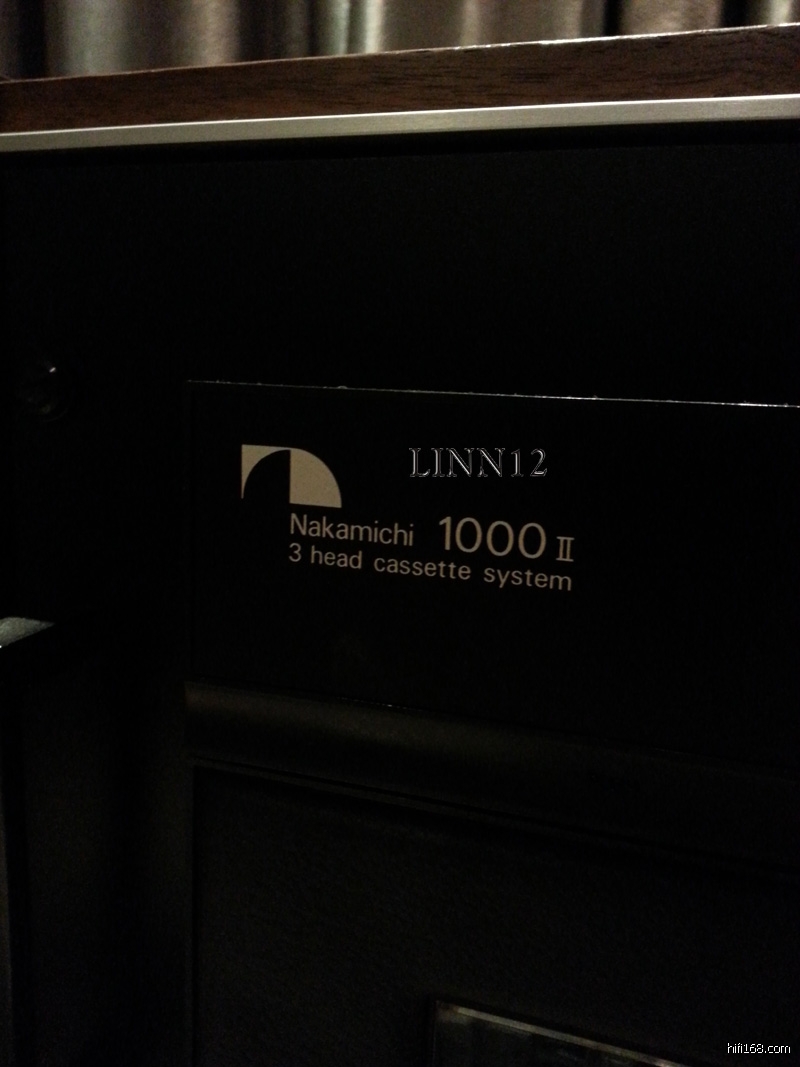 LINN12
Nakamichi 1000 II
3 head cassette system
hifi168.com